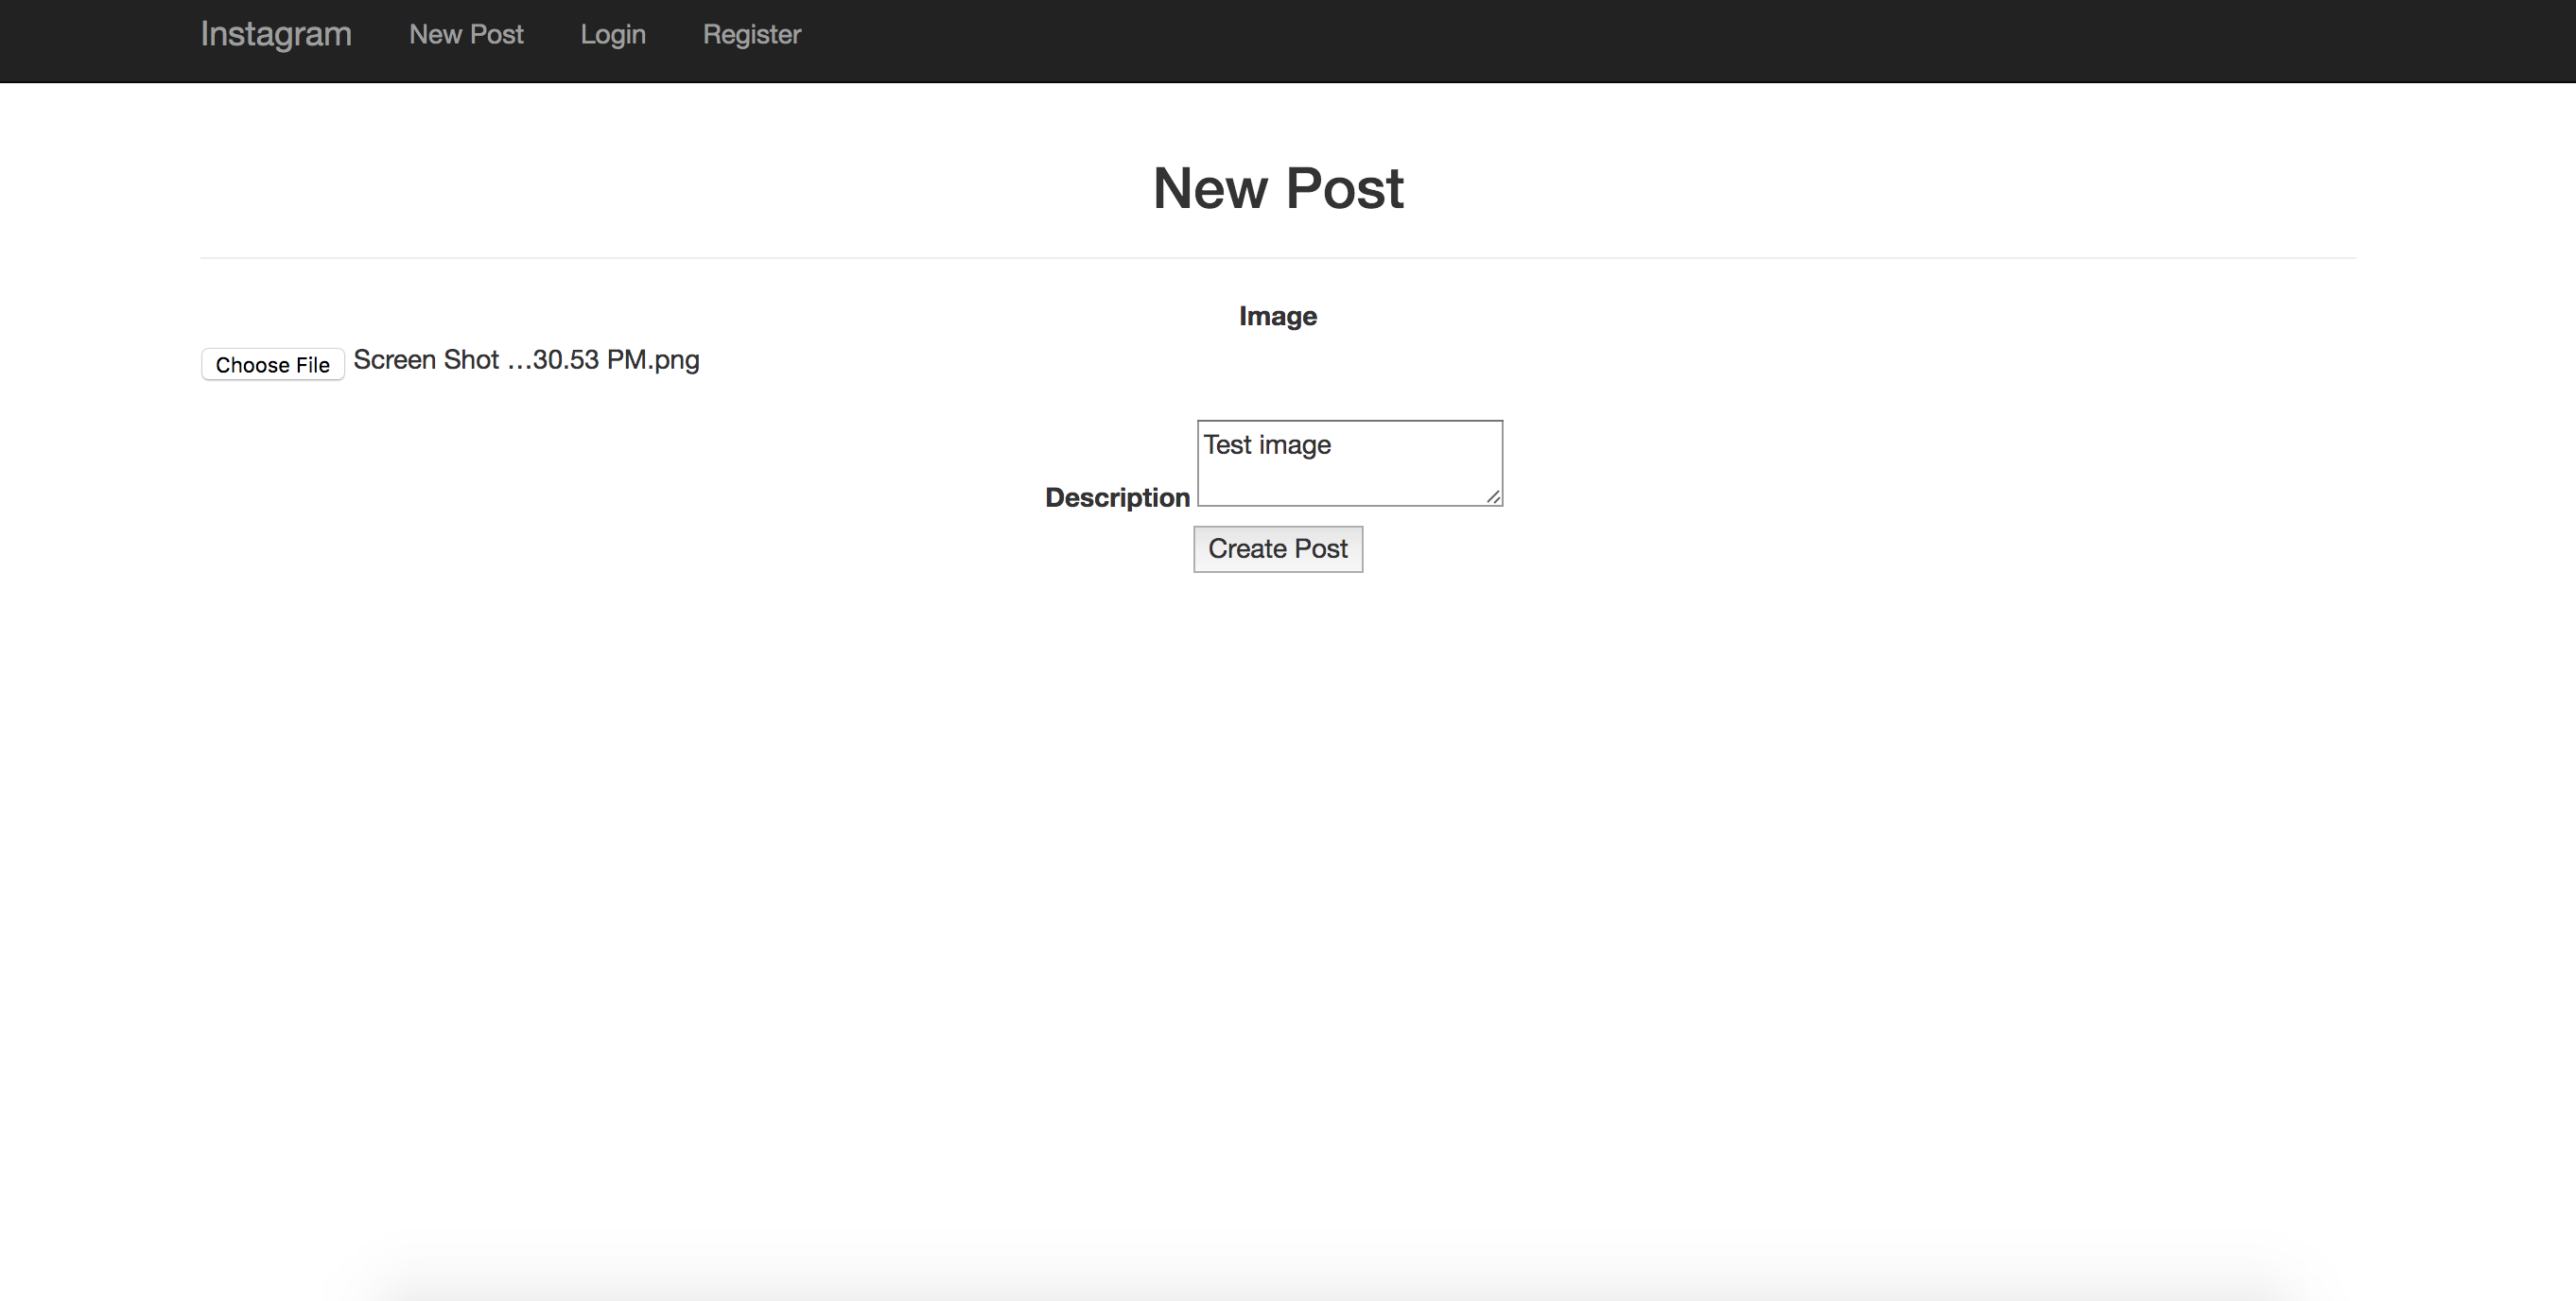 Instagram New Post Login Register
New Post
Image
Choose File Screen Shot ...30.53 PM.png
Test image
Description
Create Post